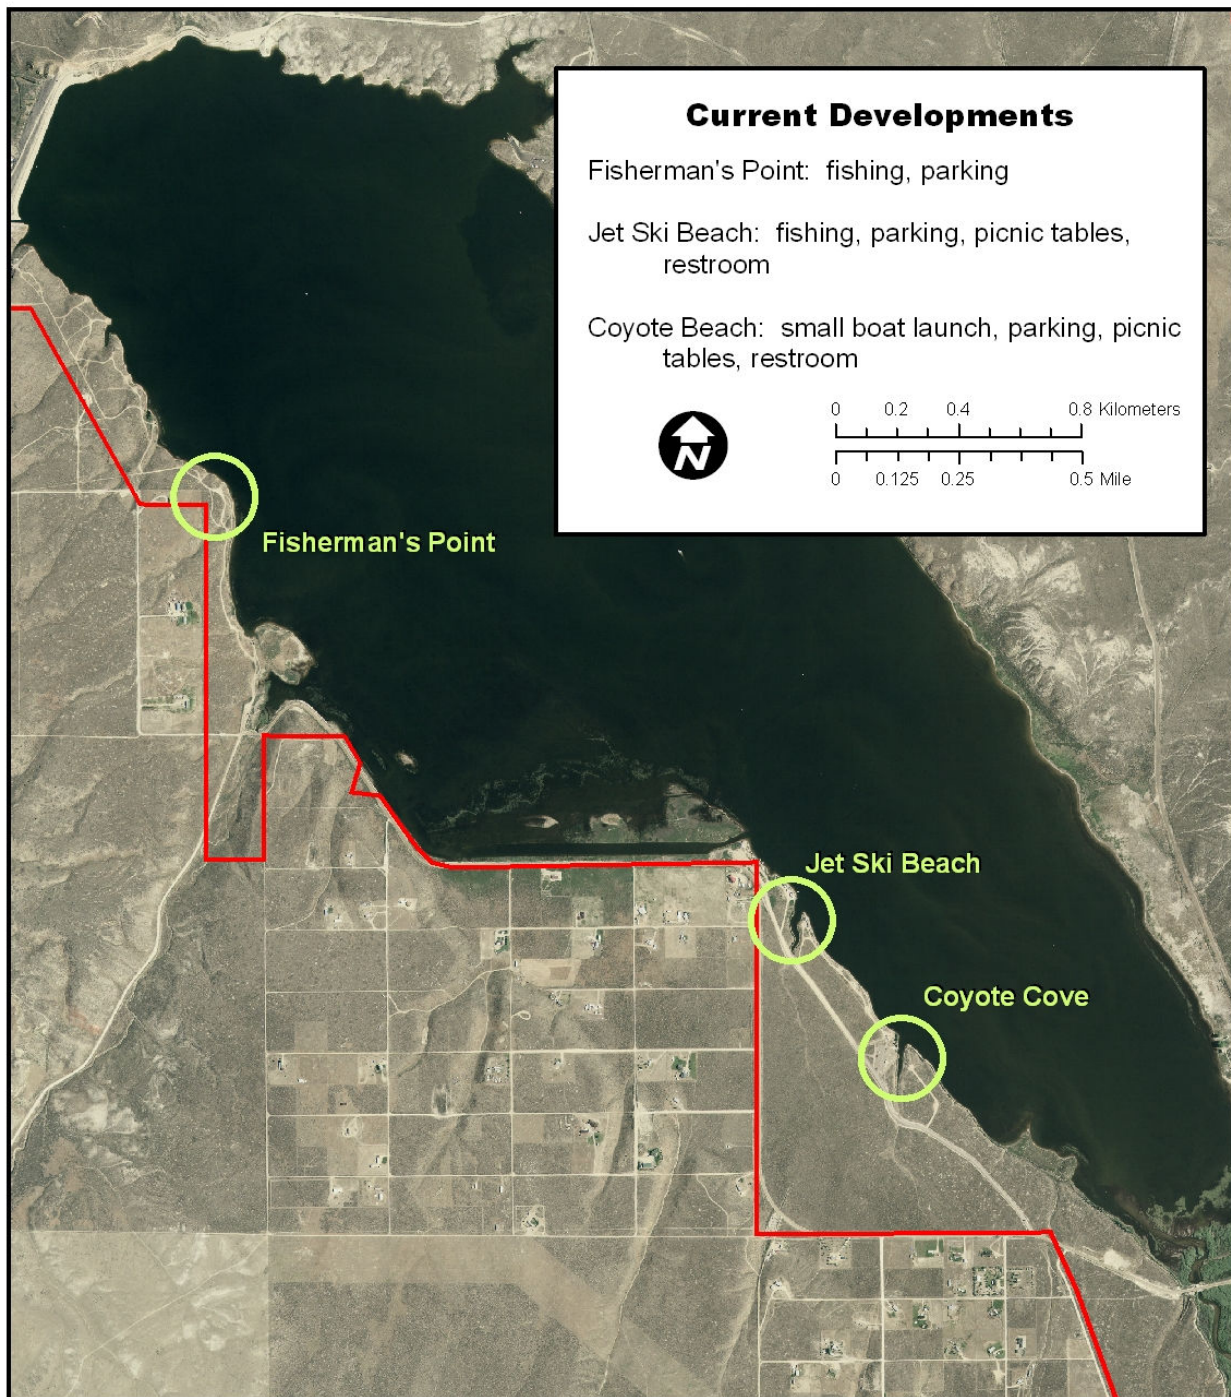 Current Developments
Fisherman's Point: fishing, parking
Jet Ski Beach: fishing, parking, picnic tables,
restroom
Coyote Beach: small boat launch, parking, picnic
tables, restroom
N
0 0.2 0.4 0.8 Kilometers
0 0.125 0.25 0.5 Mile
Fisherman's Point
Jet Ski Beach
Coyote Cove